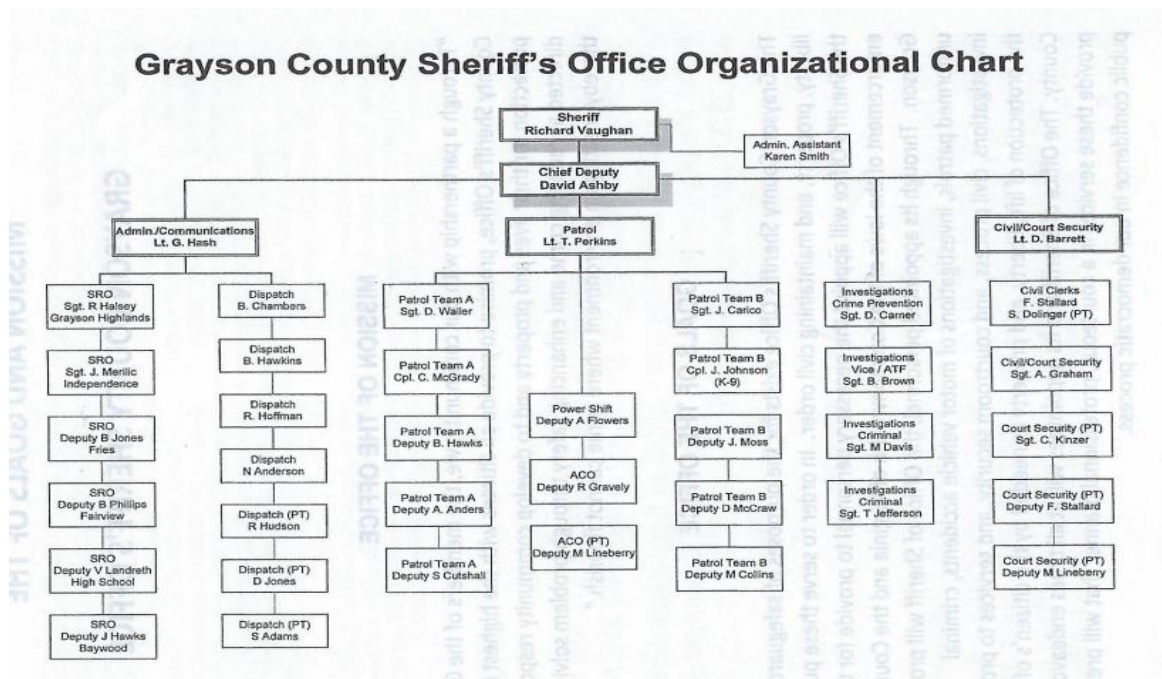 Grayson County Sheriff's Office Organizational Chart
Sheriff
Richard Vaughan
Admin. Assistant
Karen Smith
Chief Deputy
David Ashby
Admin./Communications
Lt. G. Hash
Patrol
Lt. T. Perkins
Civil/Court Security
Lt. D. Barrett
SRO
Sgt. R Halsey
Grayson Highlands
SRO
Sgt. J. Merilic
Independence
SRO
Deputy B Jones
Fries
SRO
Deputy B Phillips
Fairview
SRO
Deputy V Landreth
High School
SRO
Deputy J Hawks
Baywood
Dispatch
B. Chambers
Dispatch
B. Hawkins
Dispatch
R. Hoffman
Dispatch
N Anderson
Dispatch (PT)
R Hudson
Dispatch (PT)
D Jones
Dispatch (PT)
S Adams
Patrol Team A
Sgt. D. Waller
Patrol Team A
Cpl. C. McGrady
Patrol Team A
Deputy B. Hawks
Patrol Team A
Deputy A. Anders
Patrol Team A
Deputy S Cutshall
Power Shift
Deputy A Flowers
ACO
Deputy R Gravely
ACO (PT)
Deputy M Lineberry
Patrol Team B
Sgt. J. Carico
Patrol Team B
Cpl. J. Johnson
(K-9)
Patrol Team B
Deputy J. Moss
Patrol Team B
Deputy D McCraw
Patrol Team B
Deputy M Collins
Investigations
Crime Prevention
Sgt. D. Carner
Investigations
Vice / ATF
Sgt. B. Brown
Investigations
Criminal
Sgt. M Davis
Investigations
Criminal
Sgt. T Jefferson
Civil Clerks
F. Stallard
S. Dolinger (PT)
Civil/Court Security
Sgt. A. Graham
Court Security (PT)
Sgt. C. Kinzer
Court Security (PT)
Deputy F. Stallard
Court Security (PT)
Deputy M Lineberry